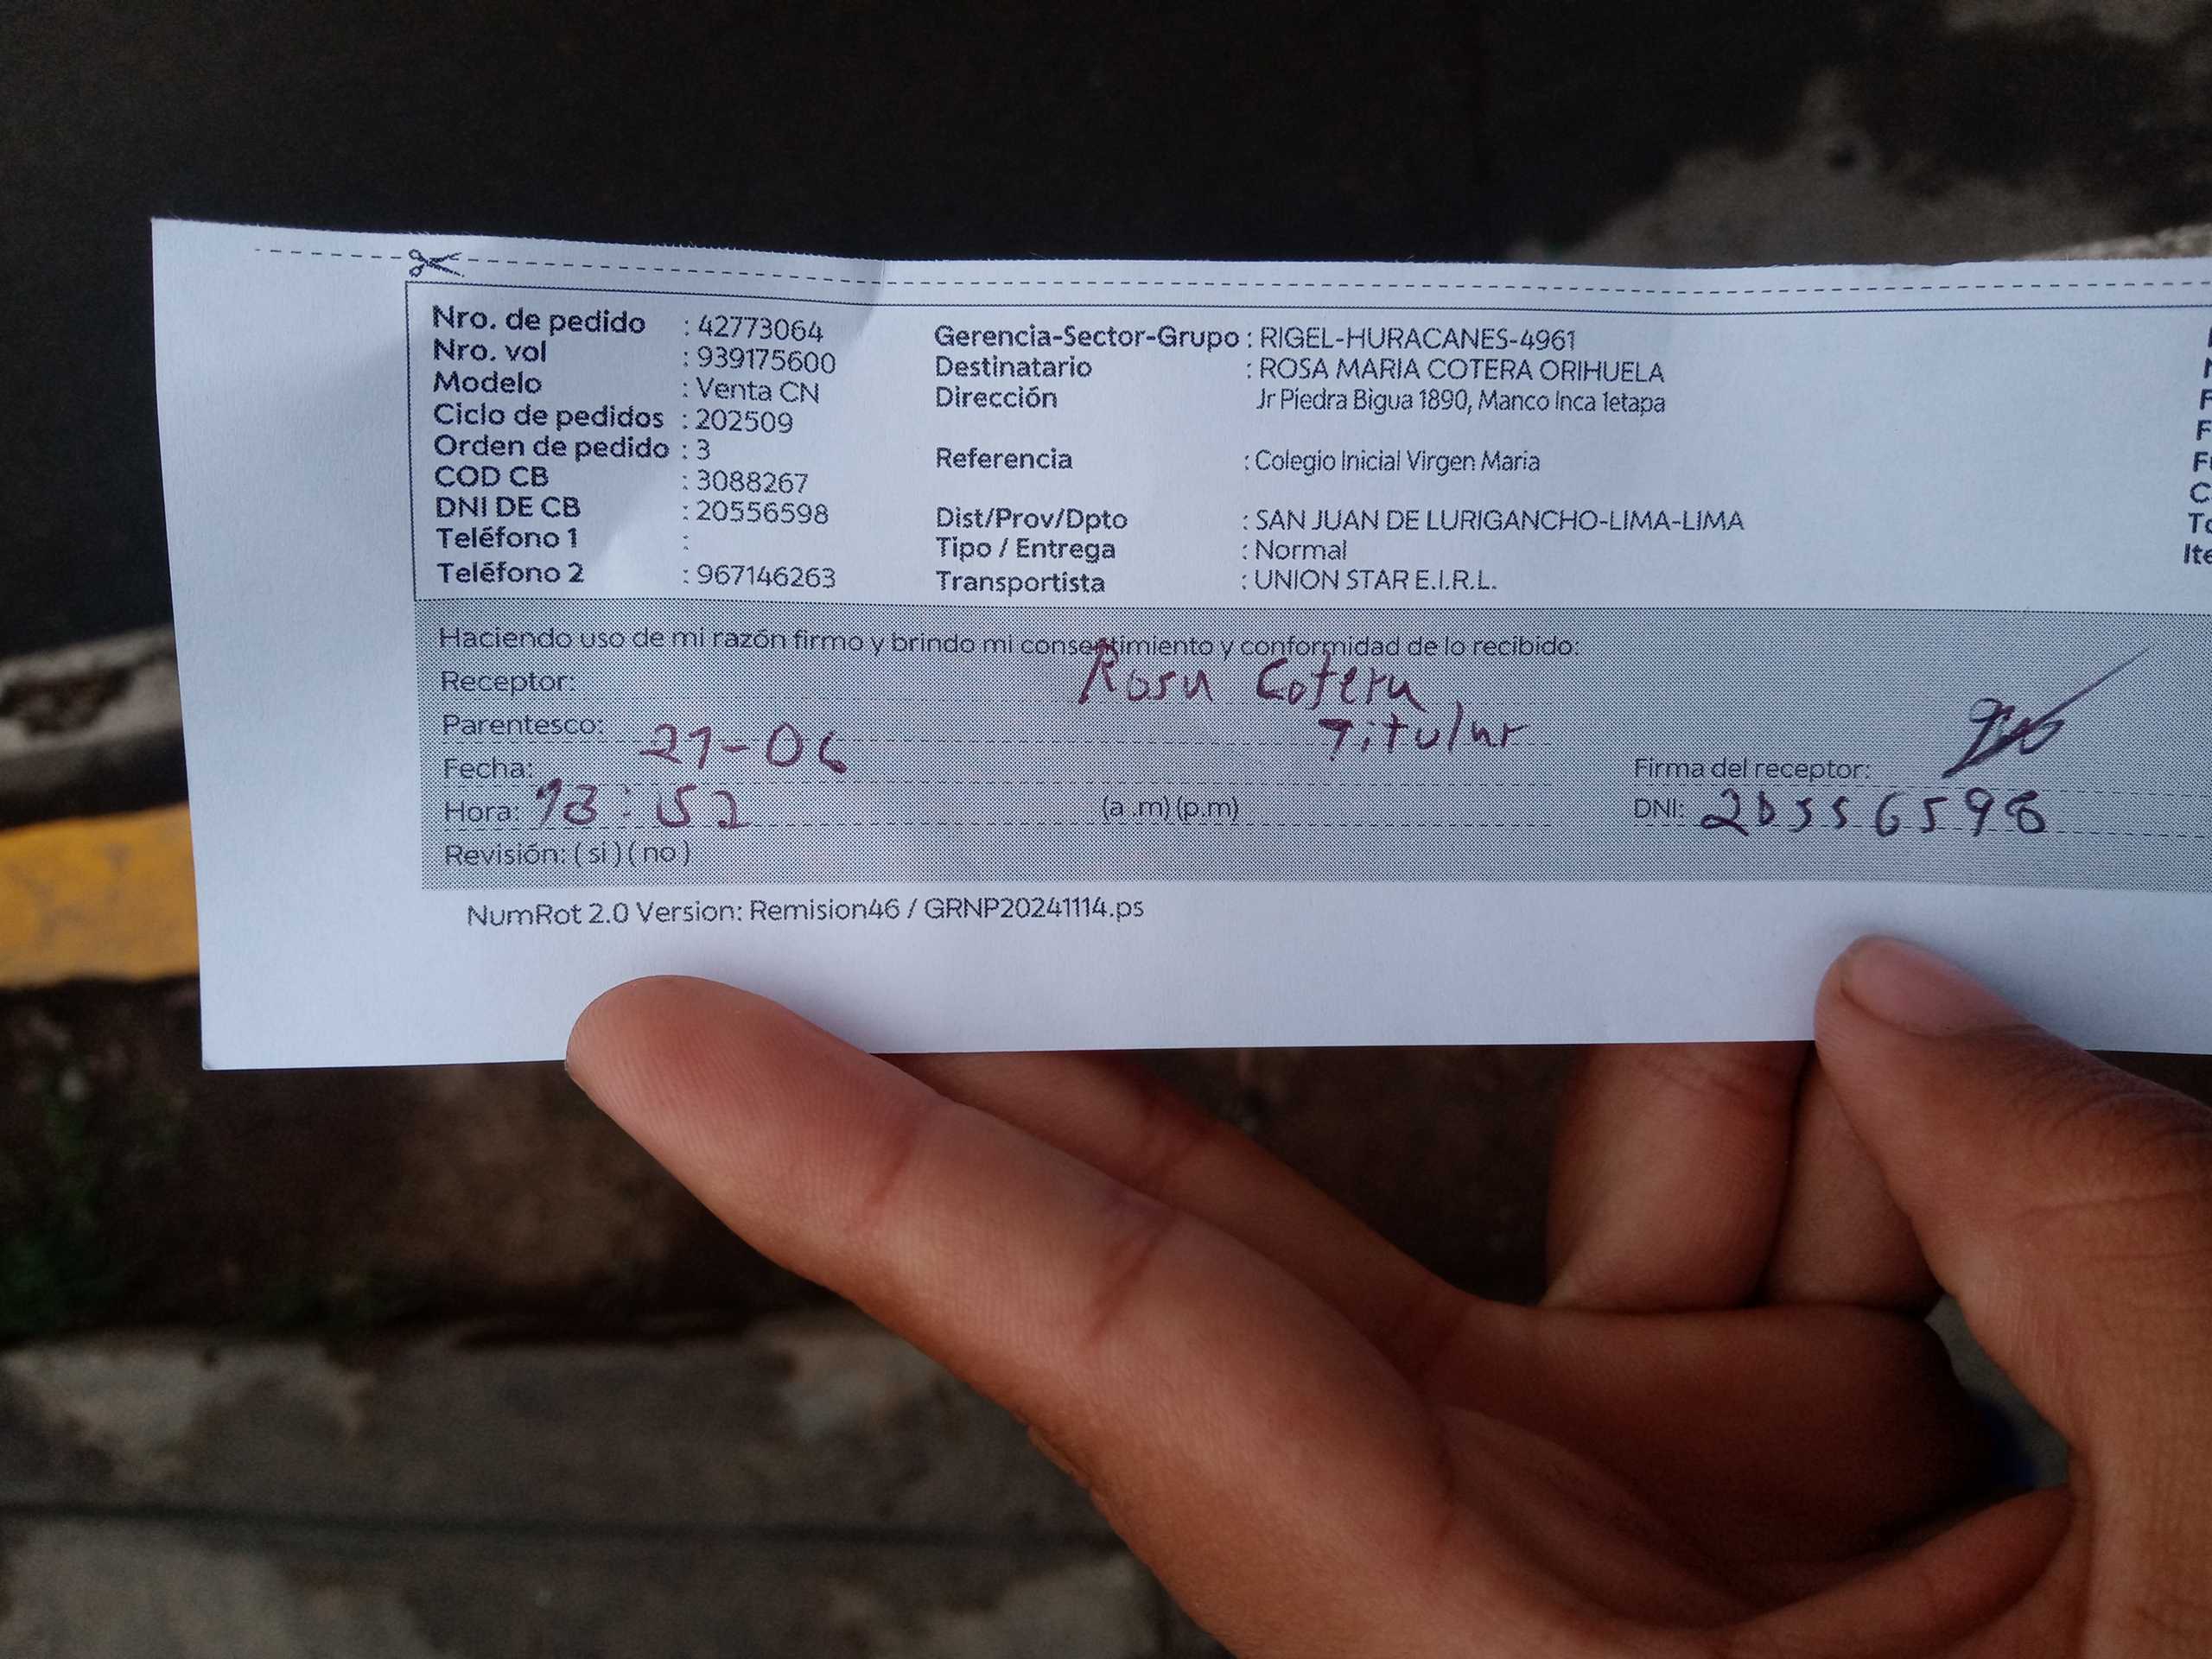 Nro. de pedido : 42773064
Nro. vol : 939175600
Modelo : Venta CN
Ciclo de pedidos : 202509
Orden de pedido : 3
COD CB : 3088267
DNI DE CB : 20556598
Teléfono 1 :
Teléfono 2 : 967146263
Gerencia-Sector-Grupo : RIGEL-HURACANES-4961
Destinatario : ROSA MARIA COTERA ORIHUELA
Dirección Jr Piedra Bigua 1890, Manco Inca 1etapa
Referencia : Colegio Inicial Virgen Maria
Dist/Prov/Dpto : SAN JUAN DE LURIGANCHO-LIMA-LIMA
Tipo / Entrega : Normal
Transportista : UNION STAR E.I.R.L.
Haciendo uso de mi razón firmo y brindo mi consentimiento y conformidad de lo recibido:
Receptor: Rosa Cotera
Parentesco: Titular
Fecha: 21-06
Hora: 13:52 (a .m) (p.m)
Revisión: ( si ) ( no )
Firma del receptor:
DNI: 20556598
NumRot 2.0 Version: Remision46 / GRNP20241114.ps